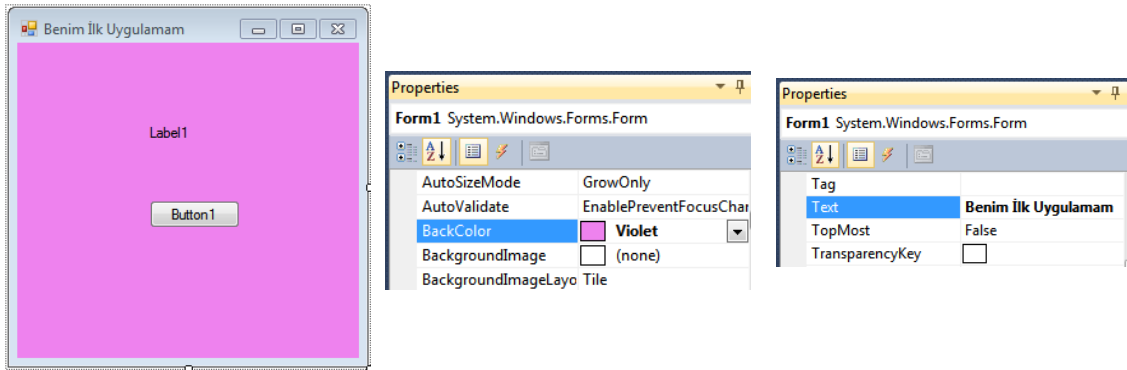 Benim İlk Uygulamam
Label1
Button1
Properties
Form1 System.Windows.Forms.Form
AutoSizeMode GrowOnly
AutoValidate EnablePreventFocusChar
BackColor Violet
BackgroundImage (none)
BackgroundImageLayo Tile
Properties
Form1 System.Windows.Forms.Form
Tag
Text Benim İlk Uygulamam
TopMost False
TransparencyKey